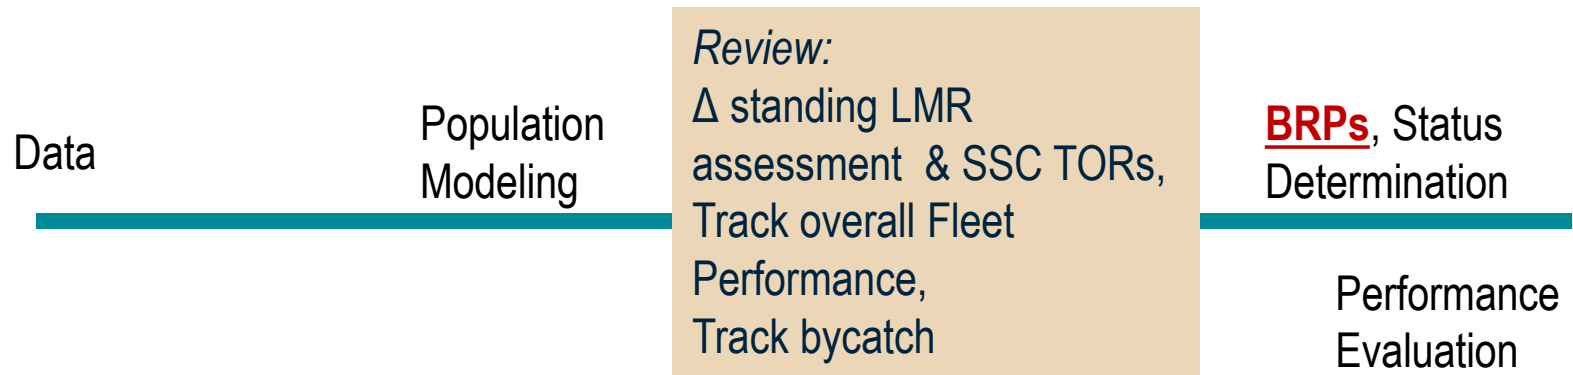 Data
Population
Modeling
Review:
Δ standing LMR
assessment & SSC TORs,
Track overall Fleet
Performance,
Track bycatch
BRPs, Status
Determination
Performance
Evaluation